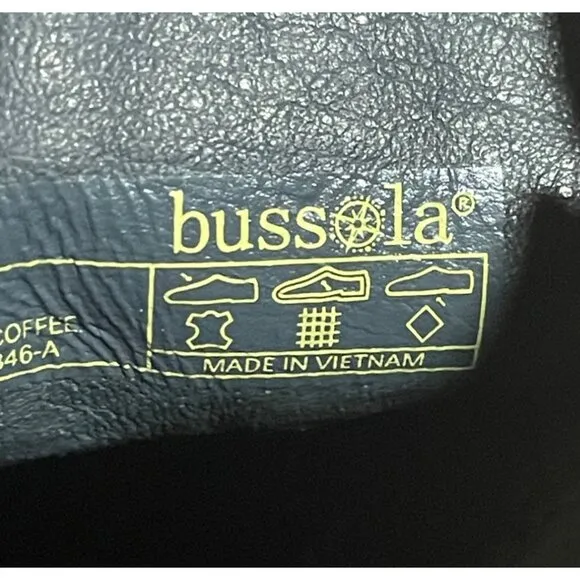 bussola®
COFFEE
346-A
MADE IN VIETNAM